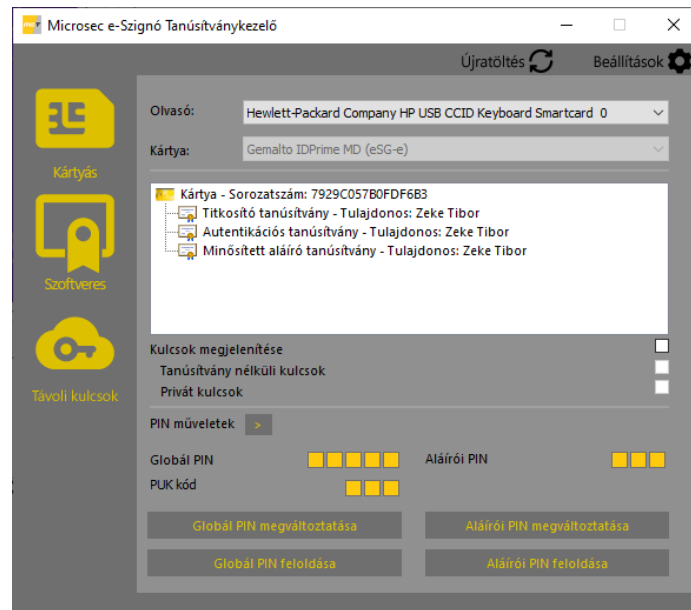 Microsec e-Szignó Tanúsítványkezelő
Újratöltés Beállítások
Kártyás
Szoftveres
Távoli kulcsok
Olvasó: Hewlett-Packard Company HP USB CCID Keyboard Smartcard 0
Kártya: Gemalto IDPrime MD (eSG-e)
Kártya - Sorozatszám: 7929C057B0FDF6B3
Titkosító tanúsítvány - Tulajdonos: Zeke Tibor
Autentikációs tanúsítvány - Tulajdonos: Zeke Tibor
Minősített aláíró tanúsítvány - Tulajdonos: Zeke Tibor
Kulcsok megjelenítése
Tanúsítvány nélküli kulcsok
Privát kulcsok
PIN műveletek >
Globál PIN Aláírói PIN
PUK kód
Globál PIN megváltoztatása Aláírói PIN megváltoztatása
Globál PIN feloldása Aláírói PIN feloldása